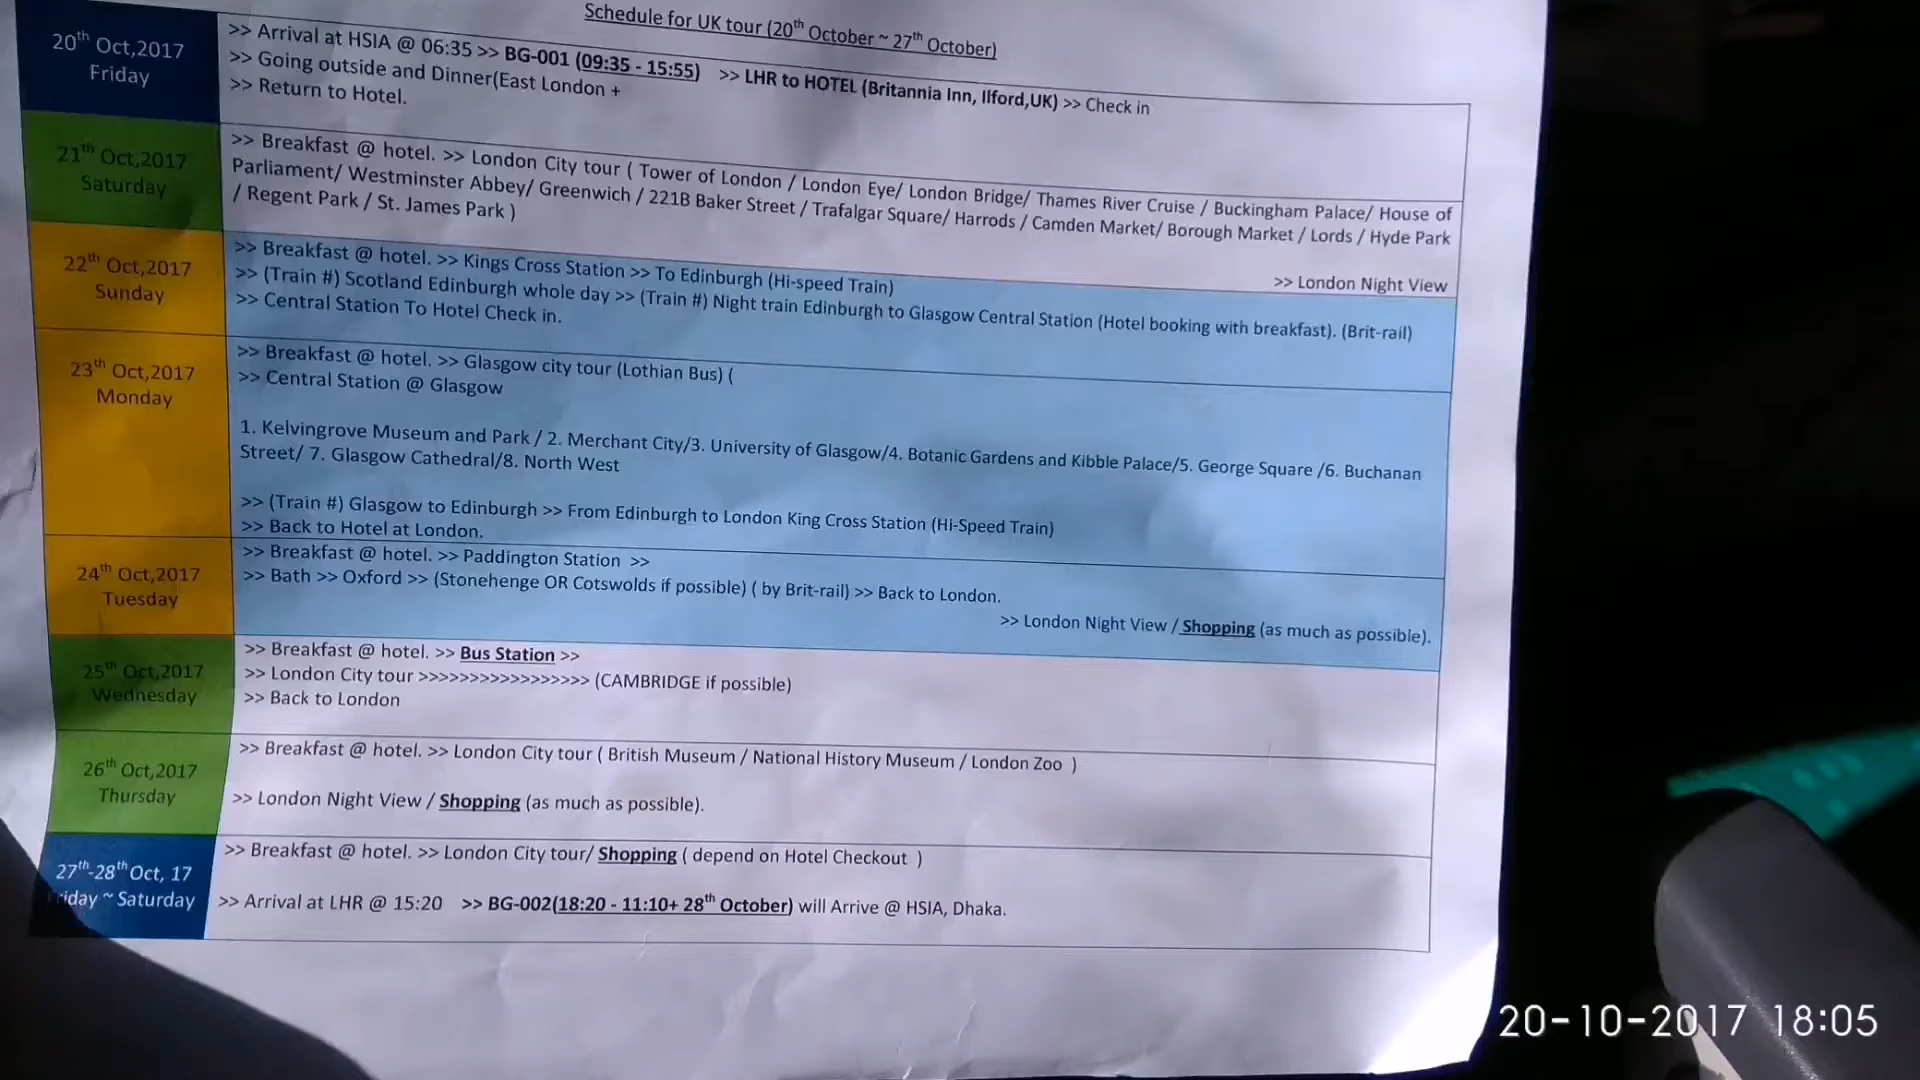 Schedule for UK tour (20th October ~ 27th October)
20th Oct,2017
Friday
>> Arrival at HSIA @ 06:35 >> BG-001 (09:35 - 15:55) >> LHR to HOTEL (Britannia Inn, Ilford,UK) >> Check in
>> Going outside and Dinner(East London +
>> Return to Hotel.
21th Oct,2017
Saturday
>> Breakfast @ hotel. >> London City tour ( Tower of London / London Eye/ London Bridge/ Thames River Cruise / Buckingham Palace/ House of
Parliament/ Westminster Abbey/ Greenwich / 221B Baker Street / Trafalgar Square/ Harrods / Camden Market/ Borough Market / Lords / Hyde Park
/ Regent Park / St. James Park )
>> London Night View
22th Oct,2017
Sunday
>> Breakfast @ hotel. >> Kings Cross Station >> To Edinburgh (Hi-speed Train)
>> (Train #) Scotland Edinburgh whole day >> (Train #) Night train Edinburgh to Glasgow Central Station (Hotel booking with breakfast). (Brit-rail)
>> Central Station To Hotel Check in.
23th Oct,2017
Monday
>> Breakfast @ hotel. >> Glasgow city tour (Lothian Bus) (
>> Central Station @ Glasgow
1. Kelvingrove Museum and Park / 2. Merchant City/3. University of Glasgow/4. Botanic Gardens and Kibble Palace/5. George Square /6. Buchanan
Street/ 7. Glasgow Cathedral/8. North West
>> (Train #) Glasgow to Edinburgh >> From Edinburgh to London King Cross Station (Hi-Speed Train)
>> Back to Hotel at London.
24th Oct,2017
Tuesday
>> Breakfast @ hotel. >> Paddington Station >>
>> Bath >> Oxford >> (Stonehenge OR Cotswolds if possible) ( by Brit-rail) >> Back to London.
>> London Night View / Shopping (as much as possible).
25th Oct,2017
Wednesday
>> Breakfast @ hotel. >> Bus Station >>
>> London City tour >>>>>>>>>>>>>>>>> (CAMBRIDGE if possible)
>> Back to London
26th Oct,2017
Thursday
>> Breakfast @ hotel. >> London City tour ( British Museum / National History Museum / London Zoo )
>> London Night View / Shopping (as much as possible).
27th-28th Oct, 17
riday ~ Saturday
>> Breakfast @ hotel. >> London City tour/ Shopping ( depend on Hotel Checkout )
>> Arrival at LHR @ 15:20 >> BG-002(18:20 - 11:10+ 28th October) will Arrive @ HSIA, Dhaka.
20-10-2017 18:05